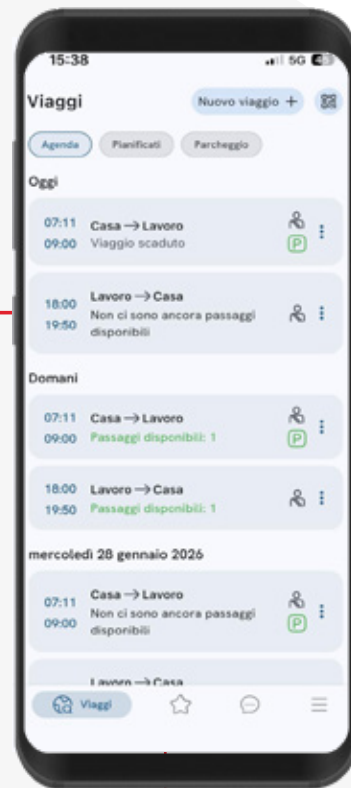 15:38
5G
Viaggi
Nuovo viaggio +
Agenda
Pianificati
Parcheggio
Oggi
07:11 Casa → Lavoro
09:00 Viaggio scaduto
P
18:00 Lavoro → Casa
19:50 Non ci sono ancora passaggi
disponibili
Domani
07:11 Casa → Lavoro
09:00 Passaggi disponibili: 1
P
18:00 Lavoro → Casa
19:50 Passaggi disponibili: 1
mercoledì 28 gennaio 2026
07:11 Casa → Lavoro
09:00 Non ci sono ancora passaggi
disponibili
P
Lavoro → Casa
Viaggi